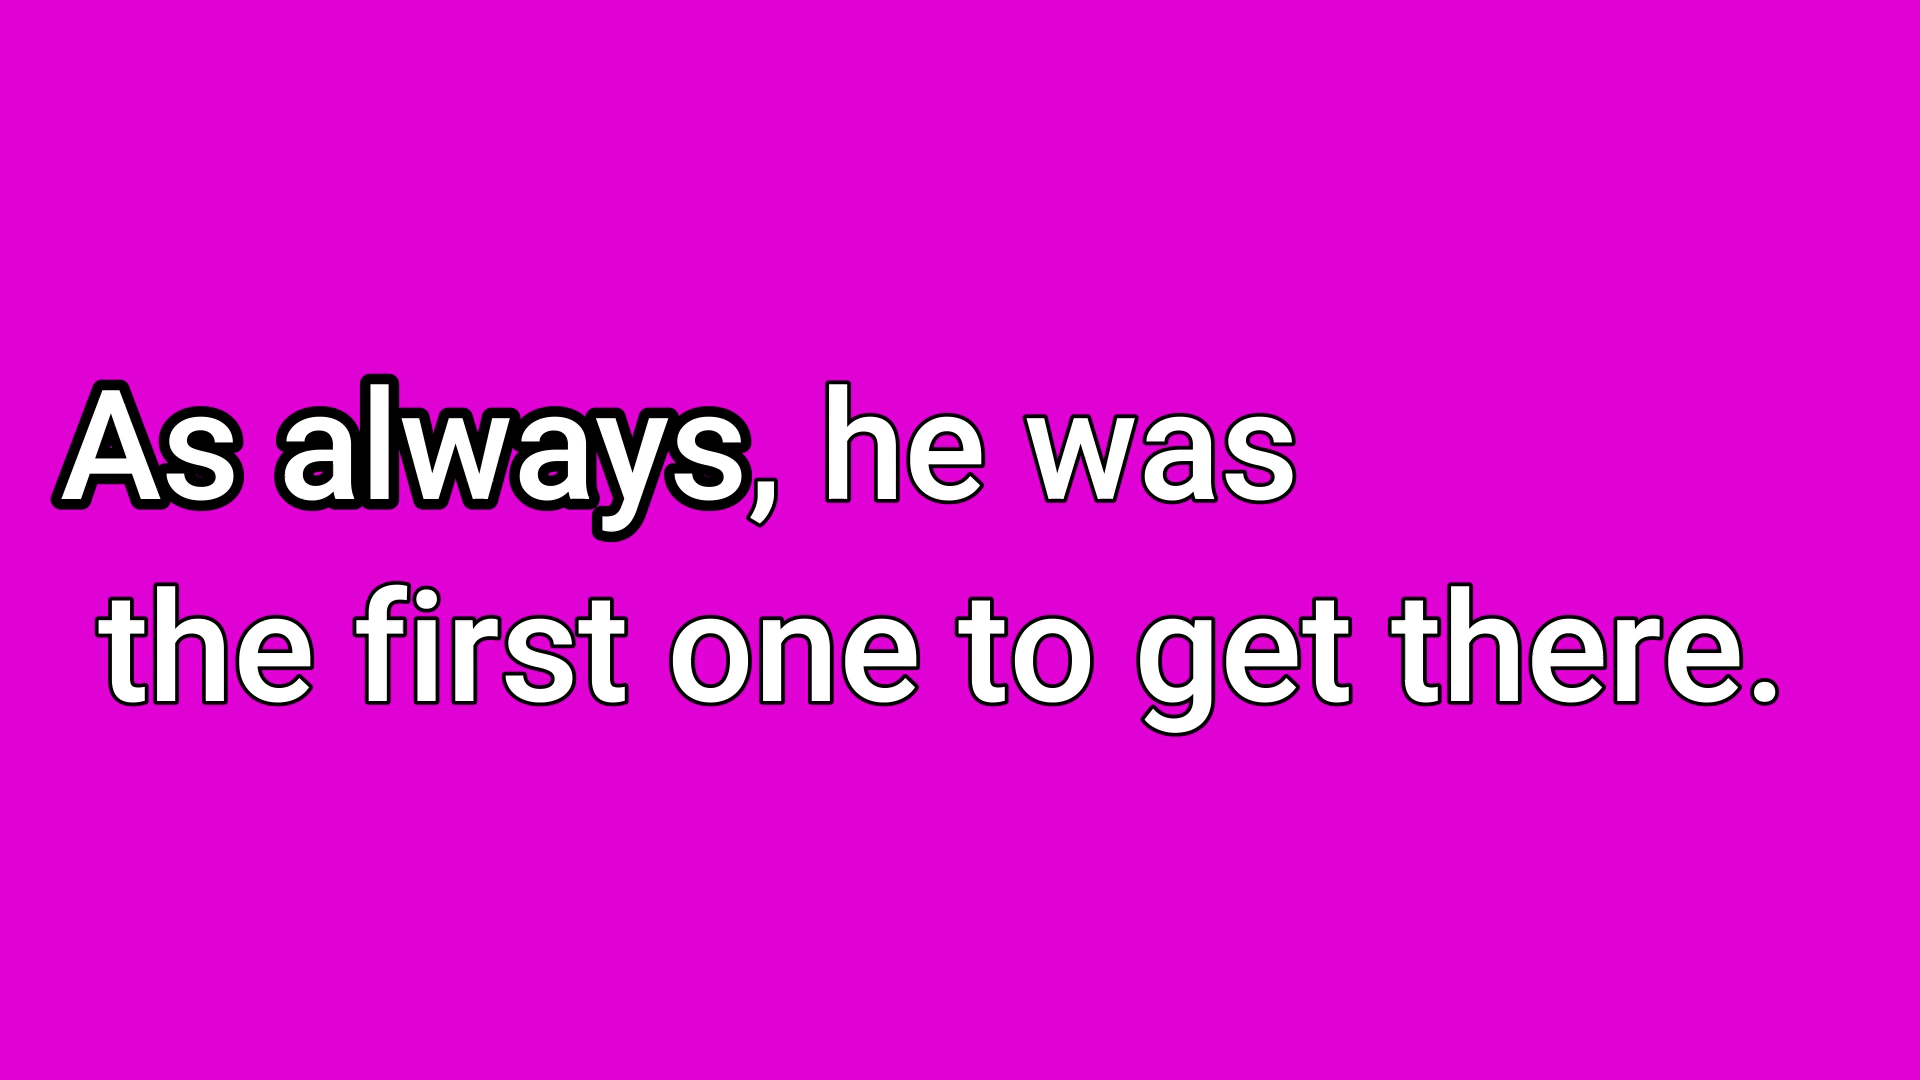 As always, he was
the first one to get there.